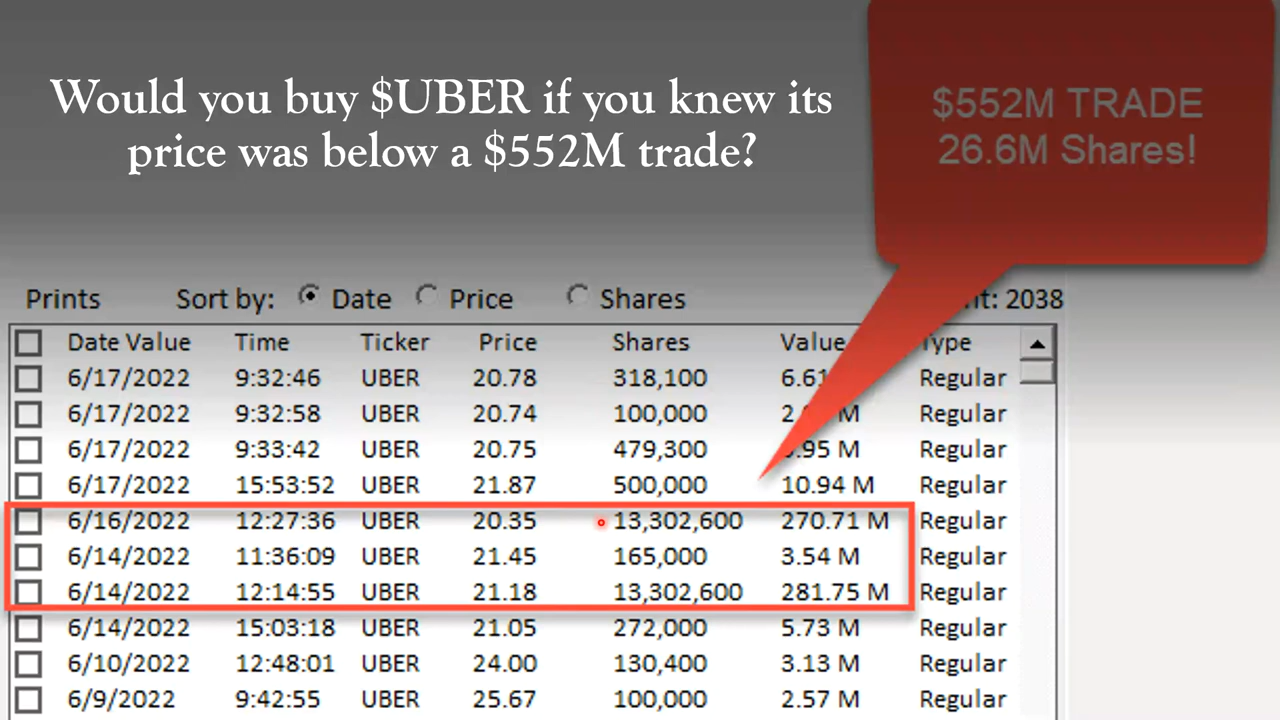 Would you buy $UBER if you knew its
price was below a $552M trade?
$552M TRADE
26.6M Shares!
Prints Sort by: Date Price Shares 2038
Date Value Time Ticker Price Shares Value Type
6/17/2022 9:32:46 UBER 20.78 318,100 Regular
6/17/2022 9:32:58 UBER 20.74 100,000 M Regular
6/17/2022 9:33:42 UBER 20.75 479,300 M Regular
6/17/2022 15:53:52 UBER 21.87 500,000 10.94 M Regular
6/16/2022 12:27:36 UBER 20.35 13,302,600 270.71 M Regular
6/14/2022 11:36:09 UBER 21.45 165,000 3.54 M Regular
6/14/2022 12:14:55 UBER 21.18 13,302,600 281.75 M Regular
6/14/2022 15:03:18 UBER 21.05 272,000 5.73 M Regular
6/10/2022 12:48:01 UBER 24.00 130,400 3.13 M Regular
6/9/2022 9:42:55 UBER 25.67 100,000 2.57 M Regular